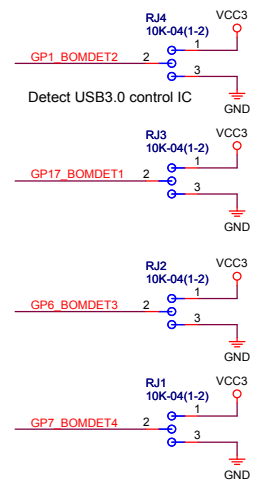 RJ4
VCC3
10K-04(1-2)
1
GP1_BOMDET2
2
3
Detect USB3.0 control IC
GND
RJ3
VCC3
10K-04(1-2)
1
GP17_BOMDET1
2
3
GND
RJ2
VCC3
10K-04(1-2)
1
GP6_BOMDET3
2
3
GND
RJ1
VCC3
10K-04(1-2)
1
GP7_BOMDET4
2
3
GND